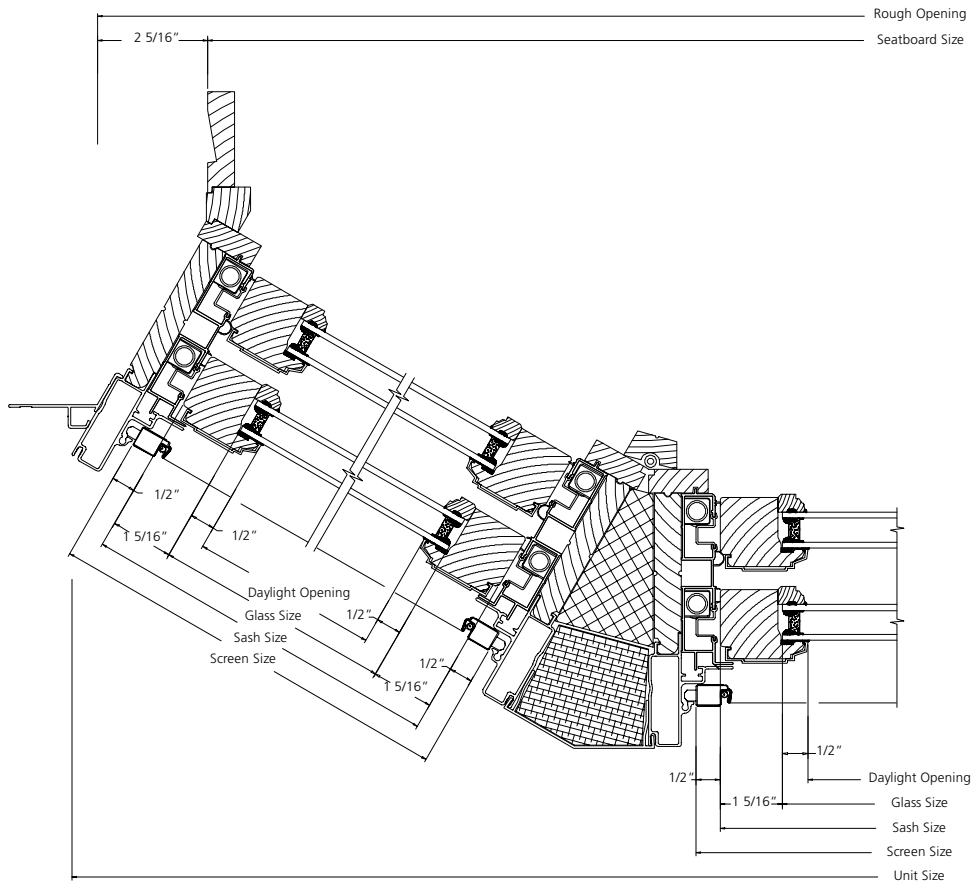 Rough Opening
2 5/16"
Seatboard Size
1/2"
1 5/16"
1/2"
Daylight Opening
1/2"
Glass Size
Sash Size
Screen Size
1/2"
1 5/16"
1/2"
1/2"
Daylight Opening
1 5/16"
Glass Size
Sash Size
Screen Size
Unit Size